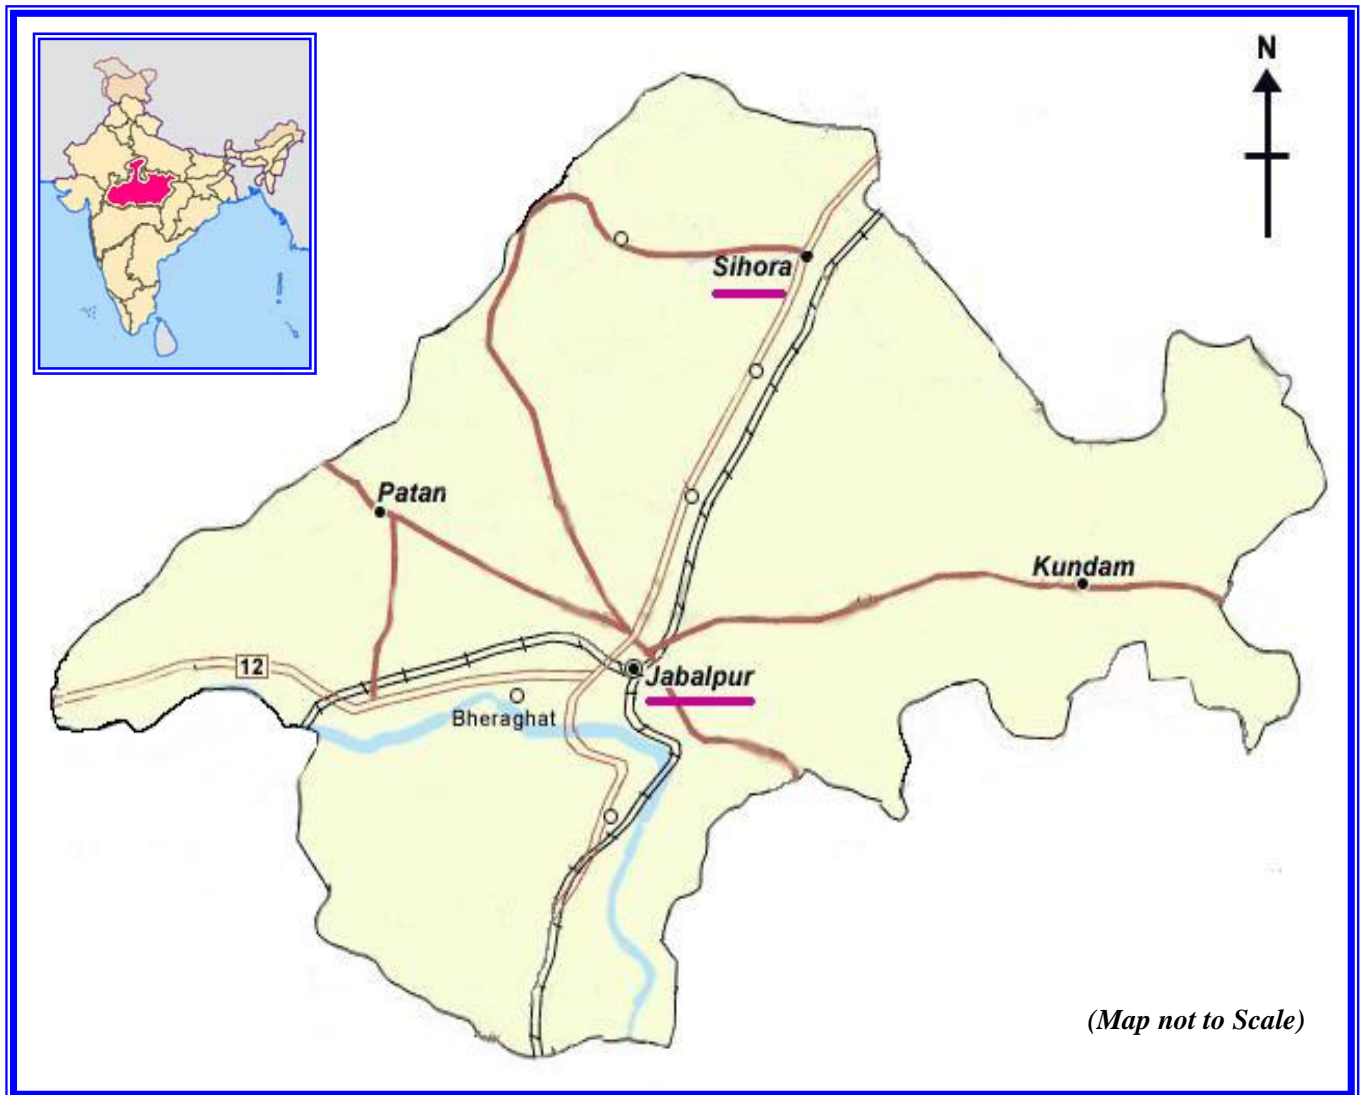 N
Sihora
Patan
Kundam
12
Jabalpur
Bheraghat
(Map not to Scale)